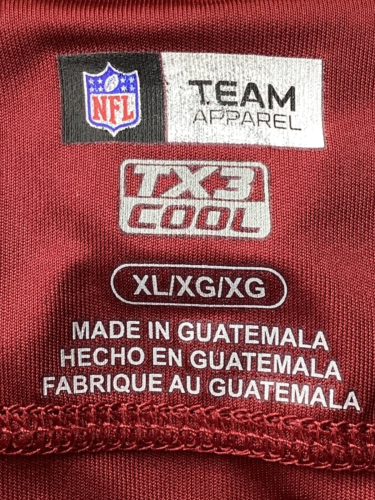 NFL TEAM
APPAREL
TX3
COOL
XL/XG/XG
MADE IN GUATEMALA
HECHO EN GUATEMALA
FABRIQUE AU GUATEMALA